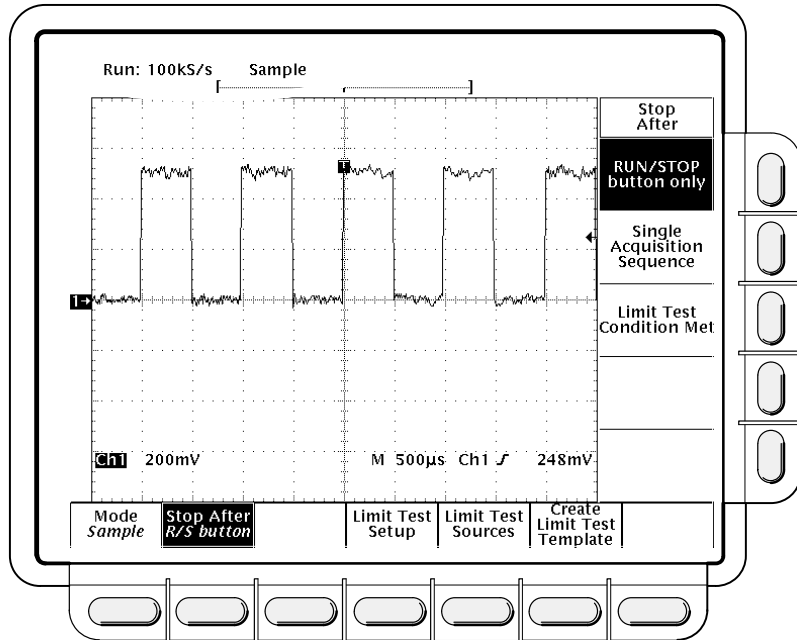 Run: 100kS/s Sample
Stop
After
T
RUN/STOP
button only
Single
Acquisition
Sequence
1→
Limit Test
Condition Met
Ch1 200mV M 500µs Ch1 248mV
Mode
Sample
Stop After
R/S button
Limit Test
Setup
Limit Test
Sources
Create
Limit Test
Template